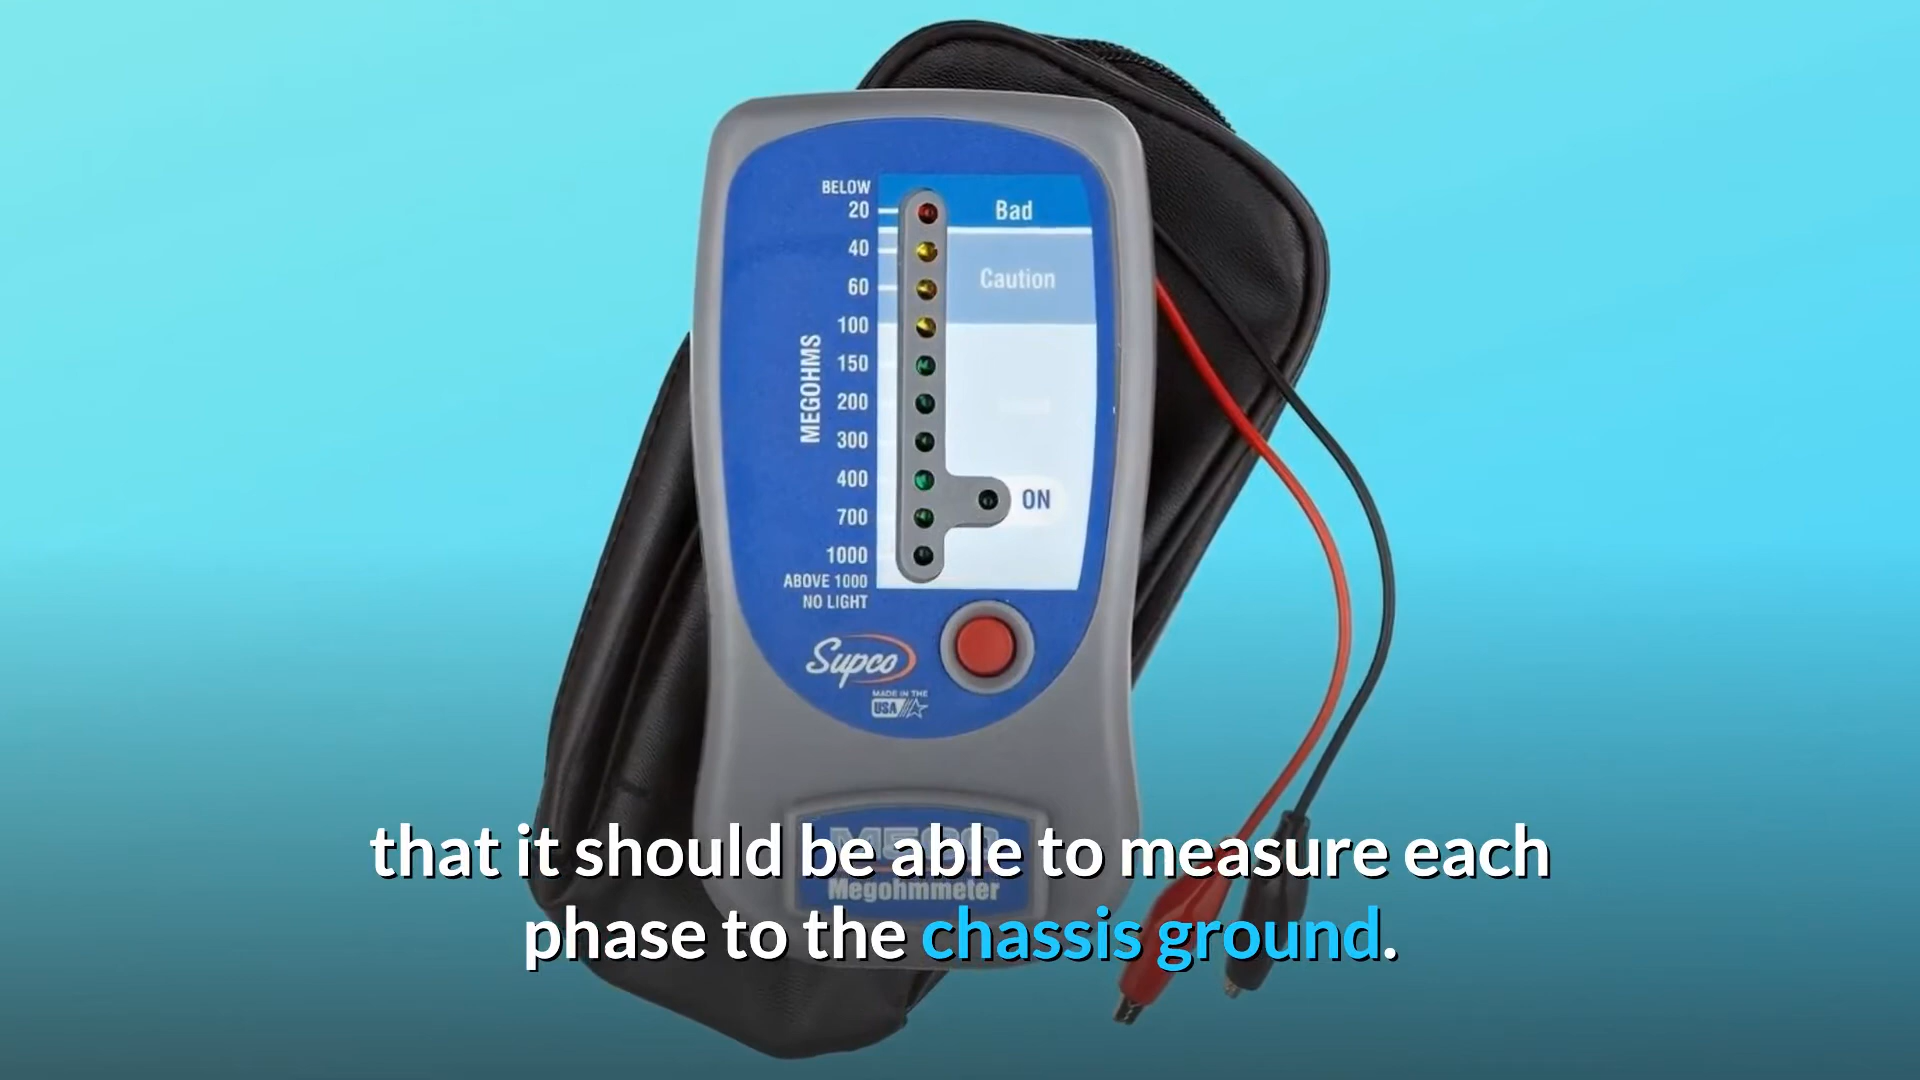 BELOW
20
Bad
40
Caution
60
100
150
MEGOHMS
200
300
400
ON
700
1000
ABOVE 1000
NO LIGHT
Supco
MADE IN THE
USA
M500
Megohmmeter
that it should be able to measure each
phase to the chassis ground.